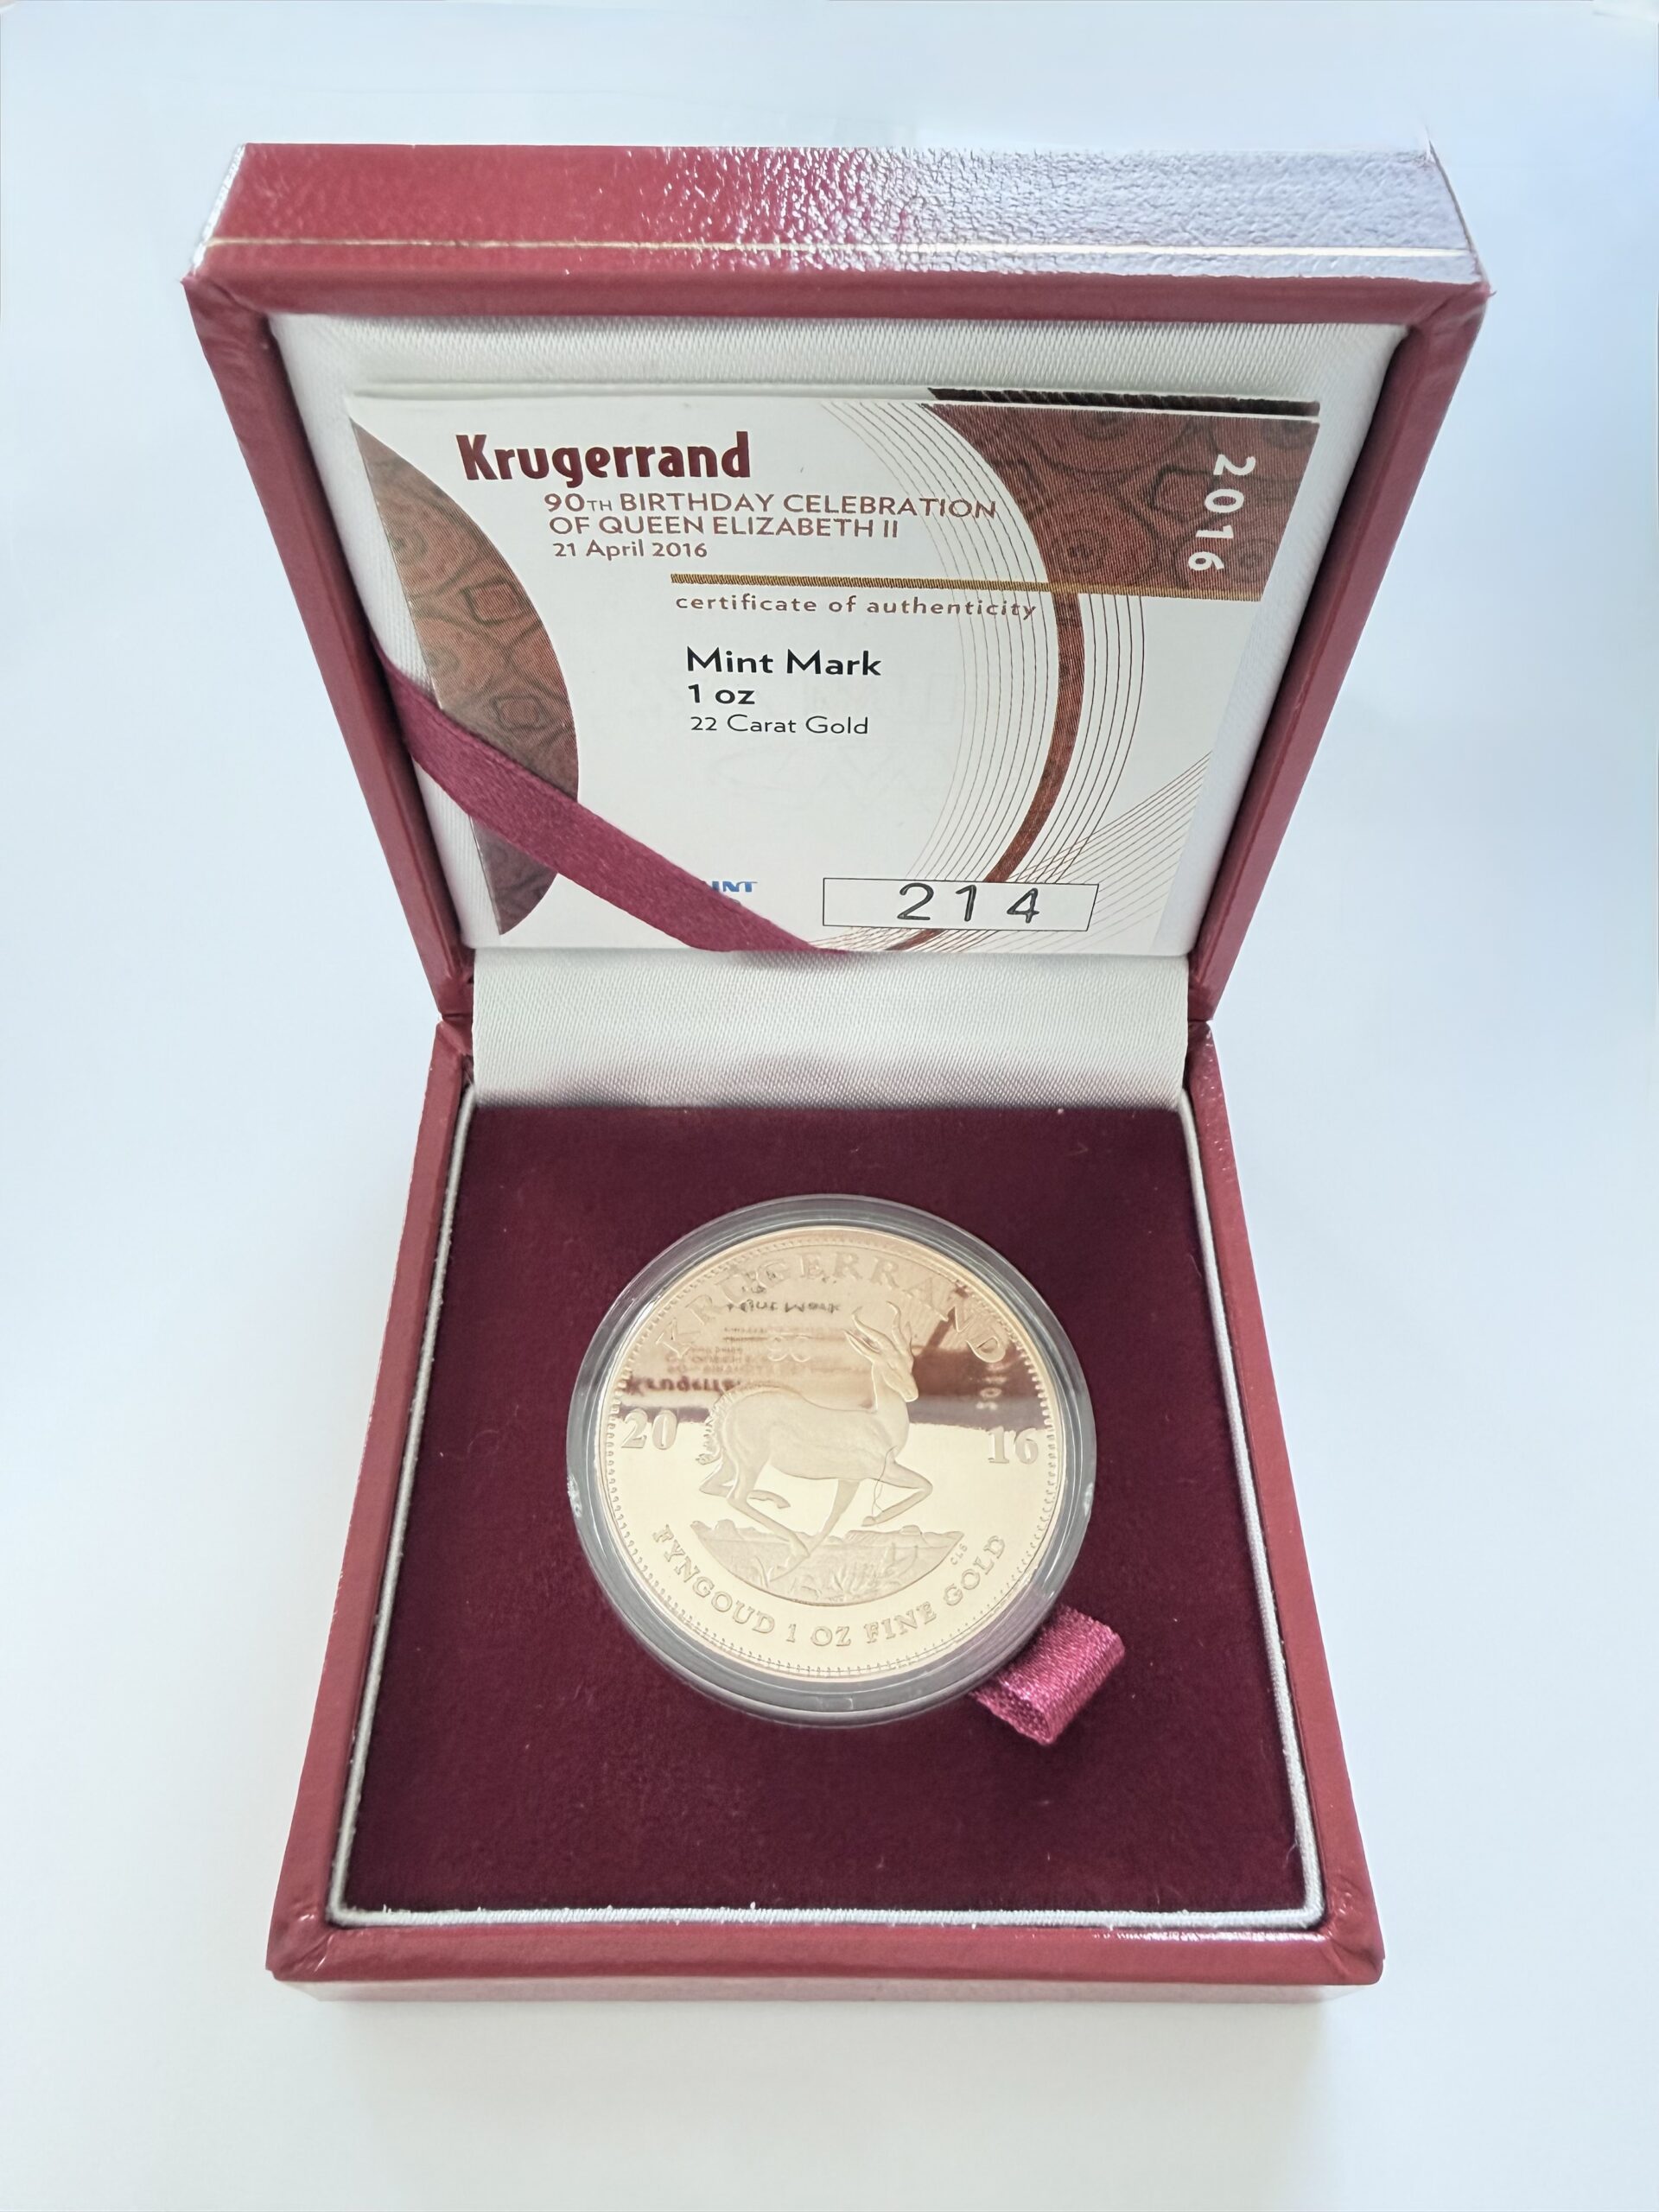 Krugerrand
90TH BIRTHDAY CELEBRATION
OF QUEEN ELIZABETH II
21 April 2016
2016
certificate of authenticity
Mint Mark
1 oz
22 Carat Gold
214
KRUGERRAND
20 16
CLS
FYNGOUD 1 OZ FINE GOLD